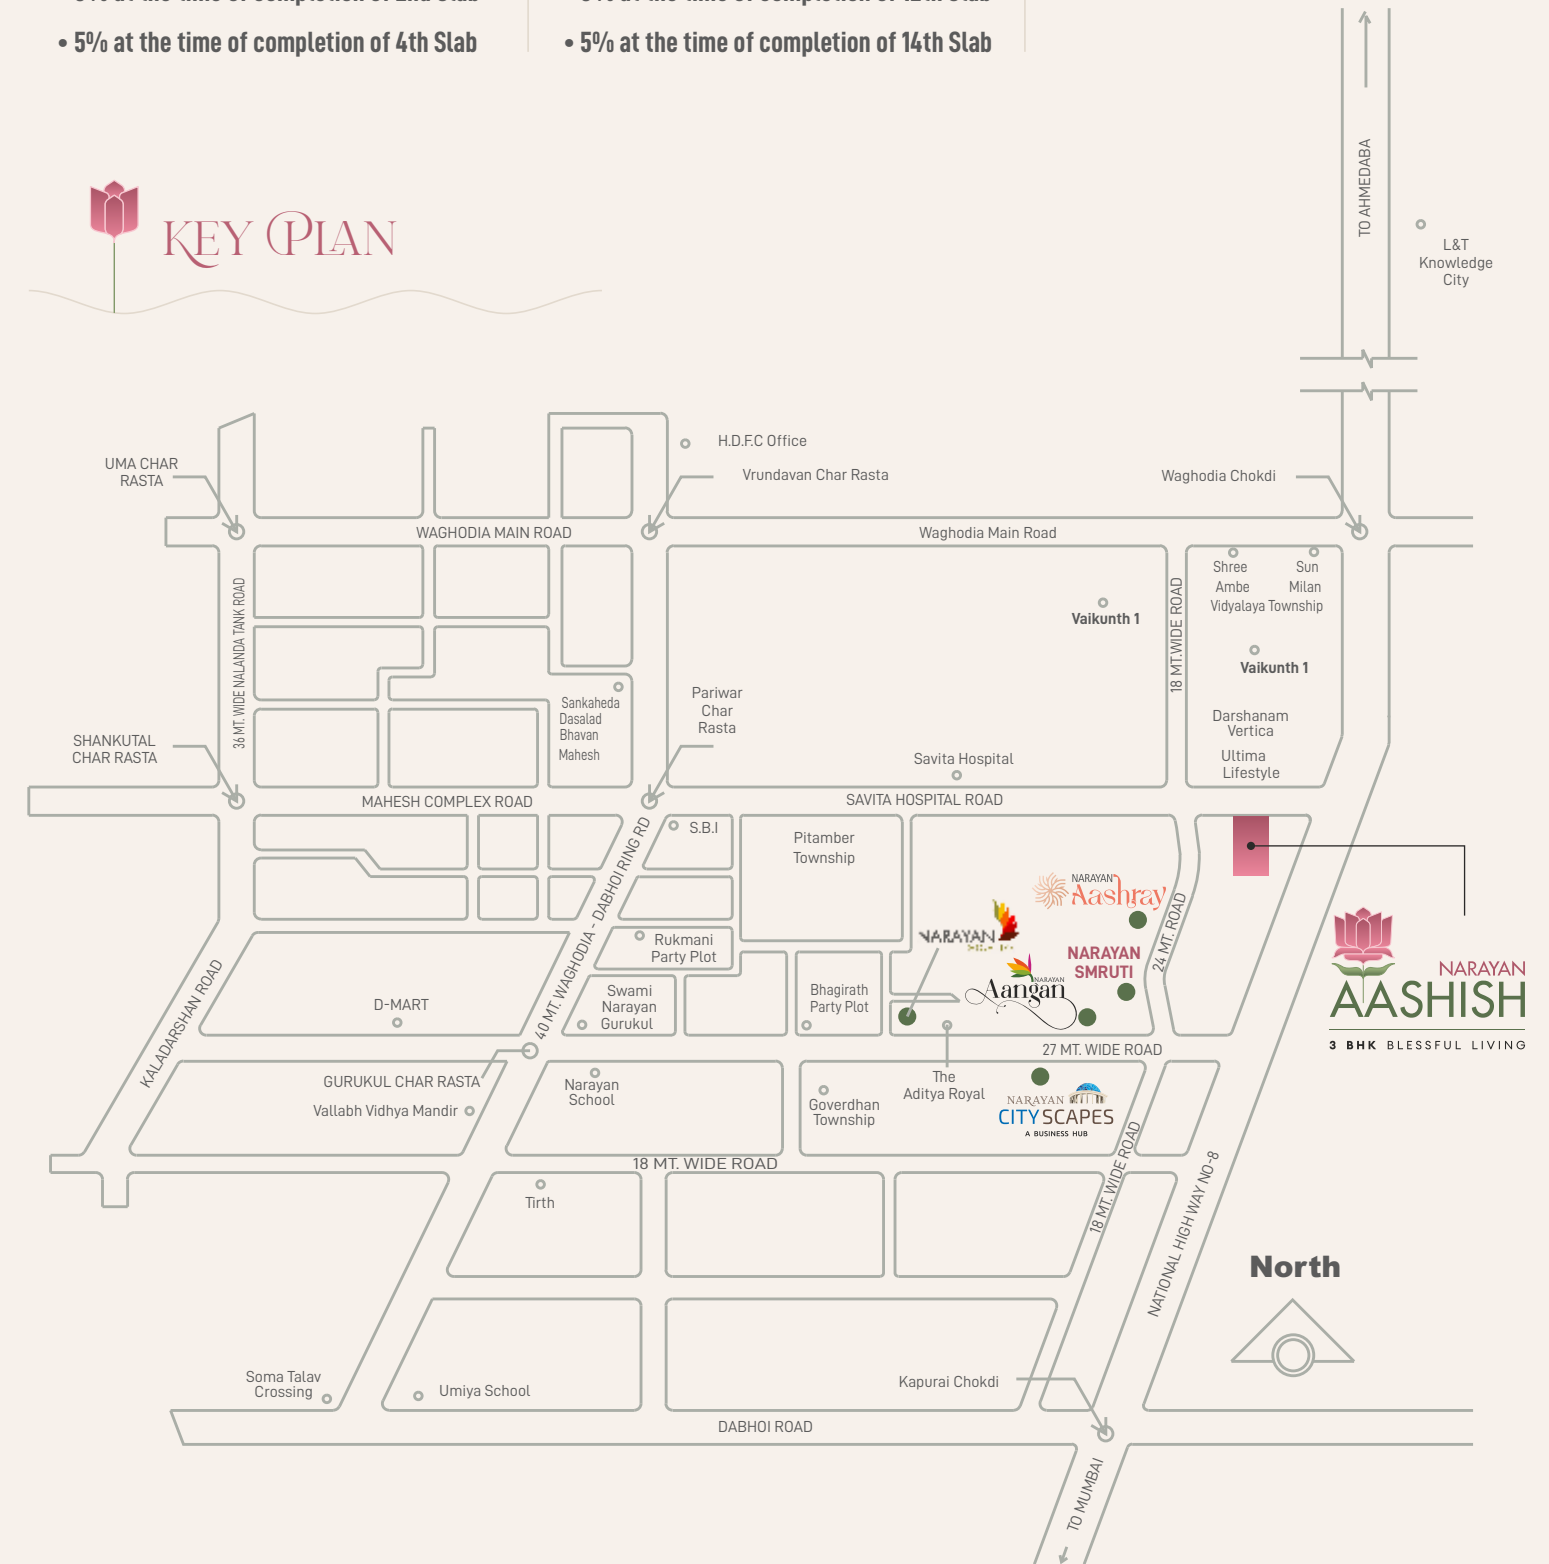 • 5% at the time of completion of 4th Slab
• 5% at the time of completion of 14th Slab
KEY PLAN
TO AHMEDABA
L&T
Knowledge
City
H.D.F.C Office
UMA CHAR
RASTA
Vrundavan Char Rasta
Waghodia Chokdi
WAGHODIA MAIN ROAD
Waghodia Main Road
36 MT. WIDE NALANDA TANK ROAD
Vaikunth 1
18 MT.WIDE ROAD
Shree
Ambe
Vidyalaya
Sun
Milan
Township
Vaikunth 1
Darshanam
Vertica
Ultima
Lifestyle
Sankaheda
Dasalad
Bhavan
Mahesh
Pariwar
Char
Rasta
SHANKUTAL
CHAR RASTA
Savita Hospital
MAHESH COMPLEX ROAD
SAVITA HOSPITAL ROAD
40 MT. WAGHODIA - DABHOI RING RD
S.B.I
Pitamber
Township
NARAYAN
Aashray
24 MT. ROAD
NARAYAN
NARAYAN
SMRUTI
NARAYAN
Aangan
Rukmani
Party Plot
Swami
Narayan
Gurukul
Bhagirath
Party Plot
D-MART
KALADARSHAN ROAD
NARAYAN
AASHISH
3 BHK BLESSFUL LIVING
27 MT. WIDE ROAD
GURUKUL CHAR RASTA
Vallabh Vidhya Mandir
Narayan
School
Goverdhan
Township
The
Aditya Royal
NARAYAN
CITYSCAPES
A BUSINESS HUB
18 MT. WIDE ROAD
18 MT. WIDE ROAD
NATIONAL HIGH WAY NO-8
Tirth
North
Soma Talav
Crossing
Umiya School
Kapurai Chokdi
DABHOI ROAD
TO MUMBAI